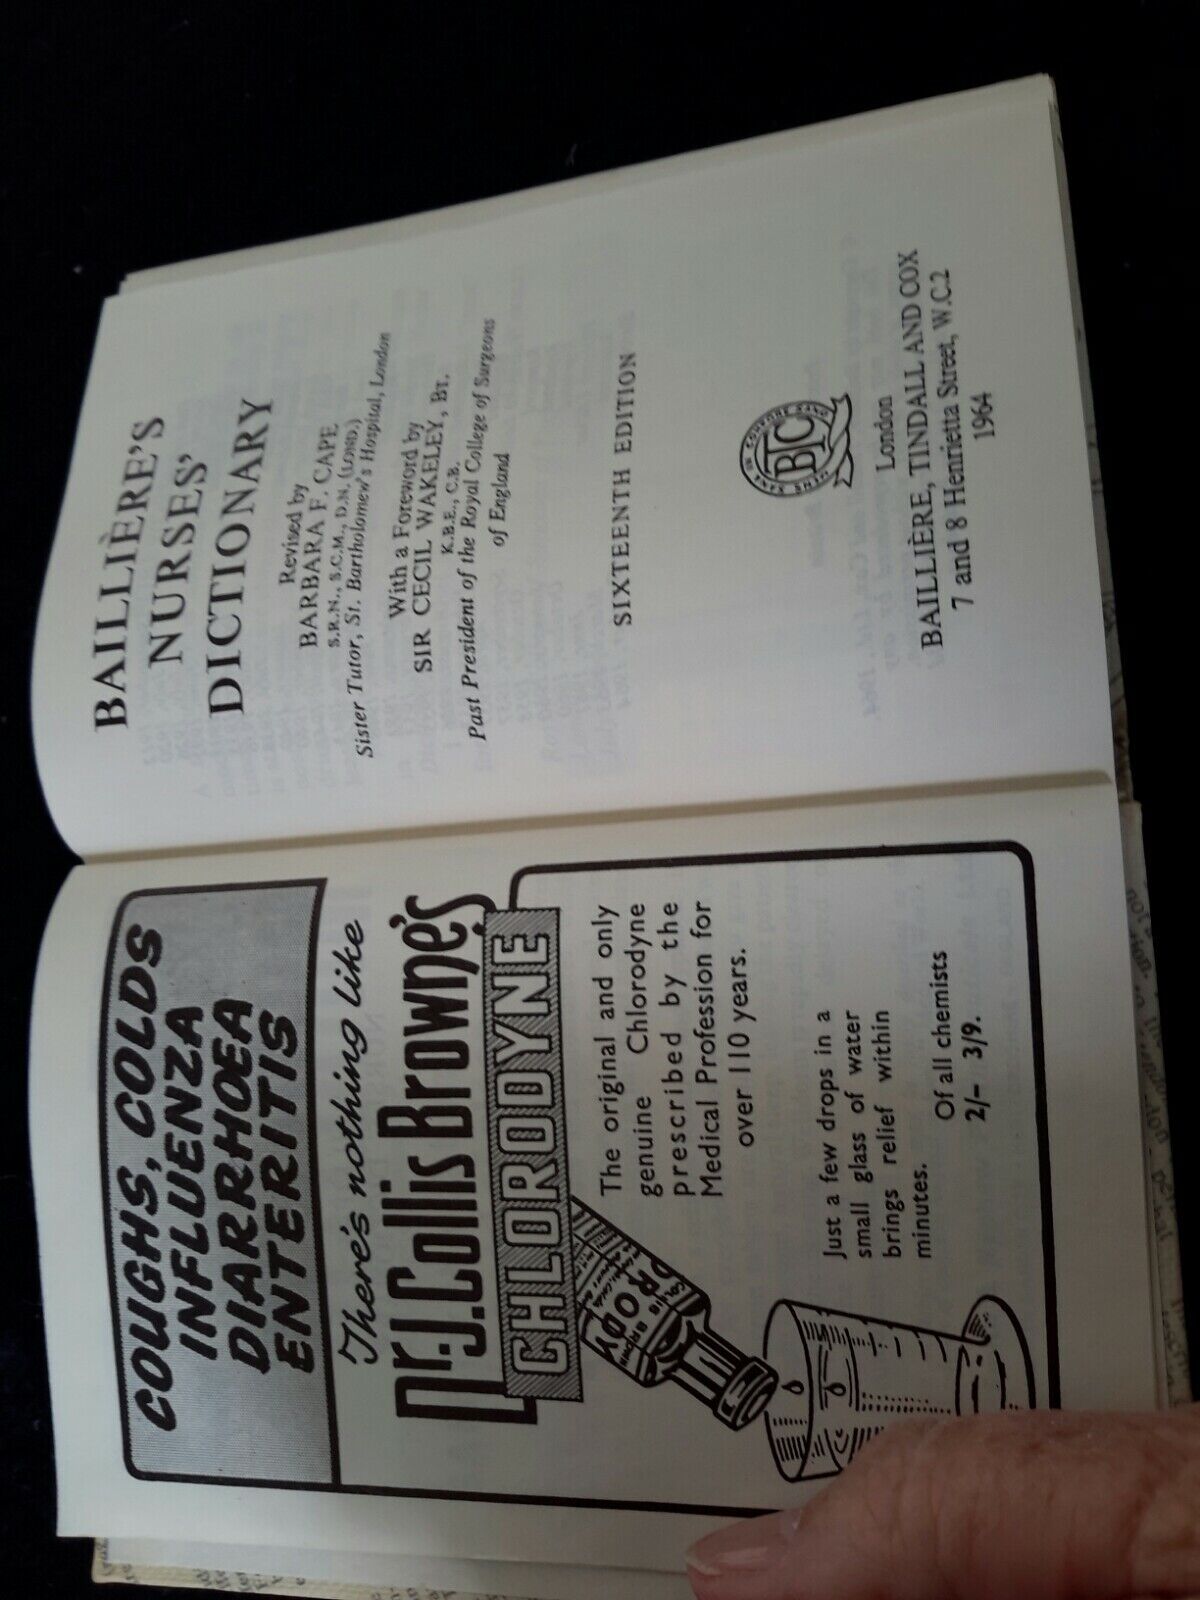 COUGHS, COLDS
INFLUENZA
DIARRHOEA
ENTERITIS
There's nothing like
Dr. J. Collis Browne's
CHLORODYNE
The original and only
genuine Chlorodyne
prescribed by the
Medical Profession for
over 110 years.
Just a few drops in a
small glass of water
brings relief within
minutes.
Of all chemists
2/- 3/9.
BAILLIÈRE'S
NURSES'
DICTIONARY
Revised by
BARBARA F. CAPE
S.R.N., S.C.M., D.N. (LOND.)
Sister Tutor, St. Bartholomew's Hospital, London
With a Foreword by
SIR CECIL WAKELEY, BT.
K.B.E., C.B.
Past President of the Royal College of Surgeons
of England
SIXTEENTH EDITION
BTC
London
BAILLIÈRE, TINDALL AND COX
7 and 8 Henrietta Street, W.C.2
1964